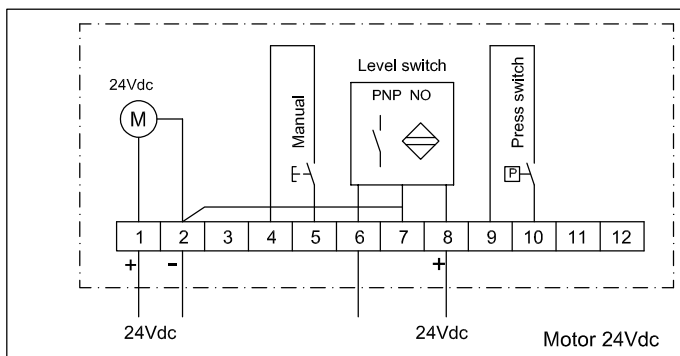 Level switch
24Vdc
PNP NO
M
Manual
Press switch
P
1 2 3 4 5 6 7 8 9 10 11 12
+ - +
24Vdc 24Vdc
Motor 24Vdc